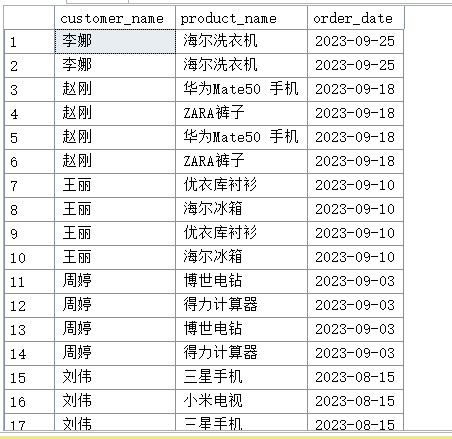 customer_name product_name order_date
1 李娜 海尔洗衣机 2023-09-25
2 李娜 海尔洗衣机 2023-09-25
3 赵刚 华为Mate50 手机 2023-09-18
4 赵刚 ZARA裤子 2023-09-18
5 赵刚 华为Mate50 手机 2023-09-18
6 赵刚 ZARA裤子 2023-09-18
7 王丽 优衣库衬衫 2023-09-10
8 王丽 海尔冰箱 2023-09-10
9 王丽 优衣库衬衫 2023-09-10
10 王丽 海尔冰箱 2023-09-10
11 周婷 博世电钻 2023-09-03
12 周婷 得力计算器 2023-09-03
13 周婷 博世电钻 2023-09-03
14 周婷 得力计算器 2023-09-03
15 刘伟 三星手机 2023-08-15
16 刘伟 小米电视 2023-08-15
17 刘伟 三星手机 2023-08-15